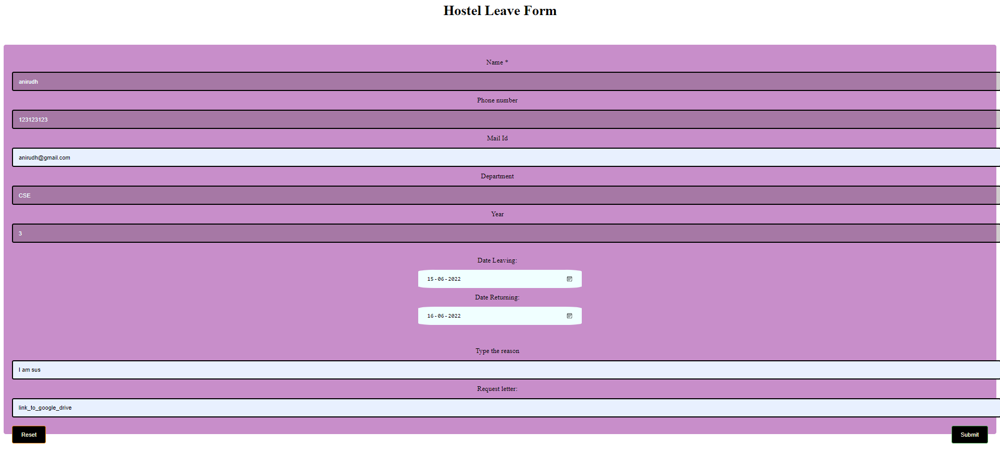 Hostel Leave Form
Name *
anirudh
Phone number
123123123
Mail Id
anirudh@gmail.com
Department
CSE
Year
3
Date Leaving:
15-06-2022
Date Returning:
16-06-2022
Type the reason
I am sus
Request letter:
link_to_google_drive
Reset
Submit